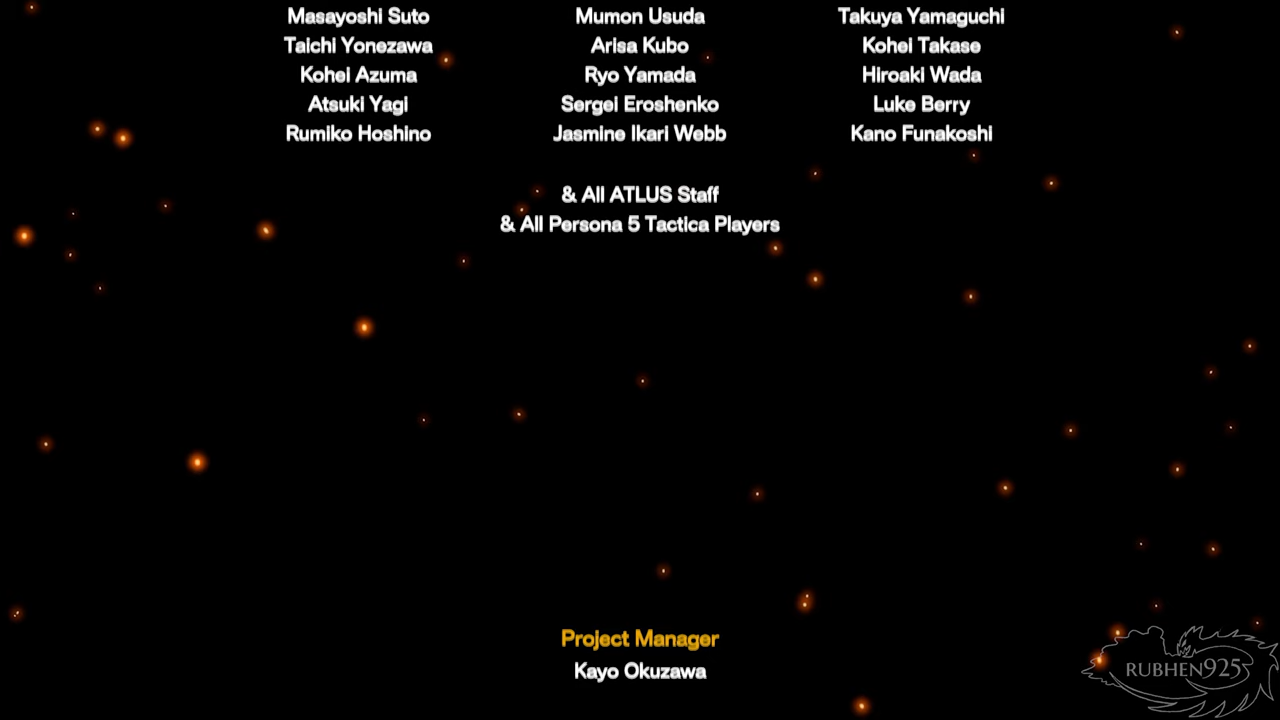 Masayoshi Suto Mumon Usuda Takuya Yamaguchi
Taichi Yonezawa Arisa Kubo Kohei Takase
Kohei Azuma Ryo Yamada Hiroaki Wada
Atsuki Yagi Sergei Eroshenko Luke Berry
Rumiko Hoshino Jasmine Ikari Webb Kano Funakoshi
& All ATLUS Staff
& All Persona 5 Tactica Players
Project Manager
Kayo Okuzawa
RUBHEN925